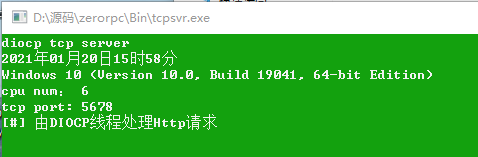 D:\源码\zerorpc\Bin\tcpsvr.exe
diocp tcp server
2021年01月20日15时58分
Windows 10 (Version 10.0, Build 19041, 64-bit Edition)
cpu num: 6
tcp port: 5678
[#] 由DIOCP线程处理Http请求